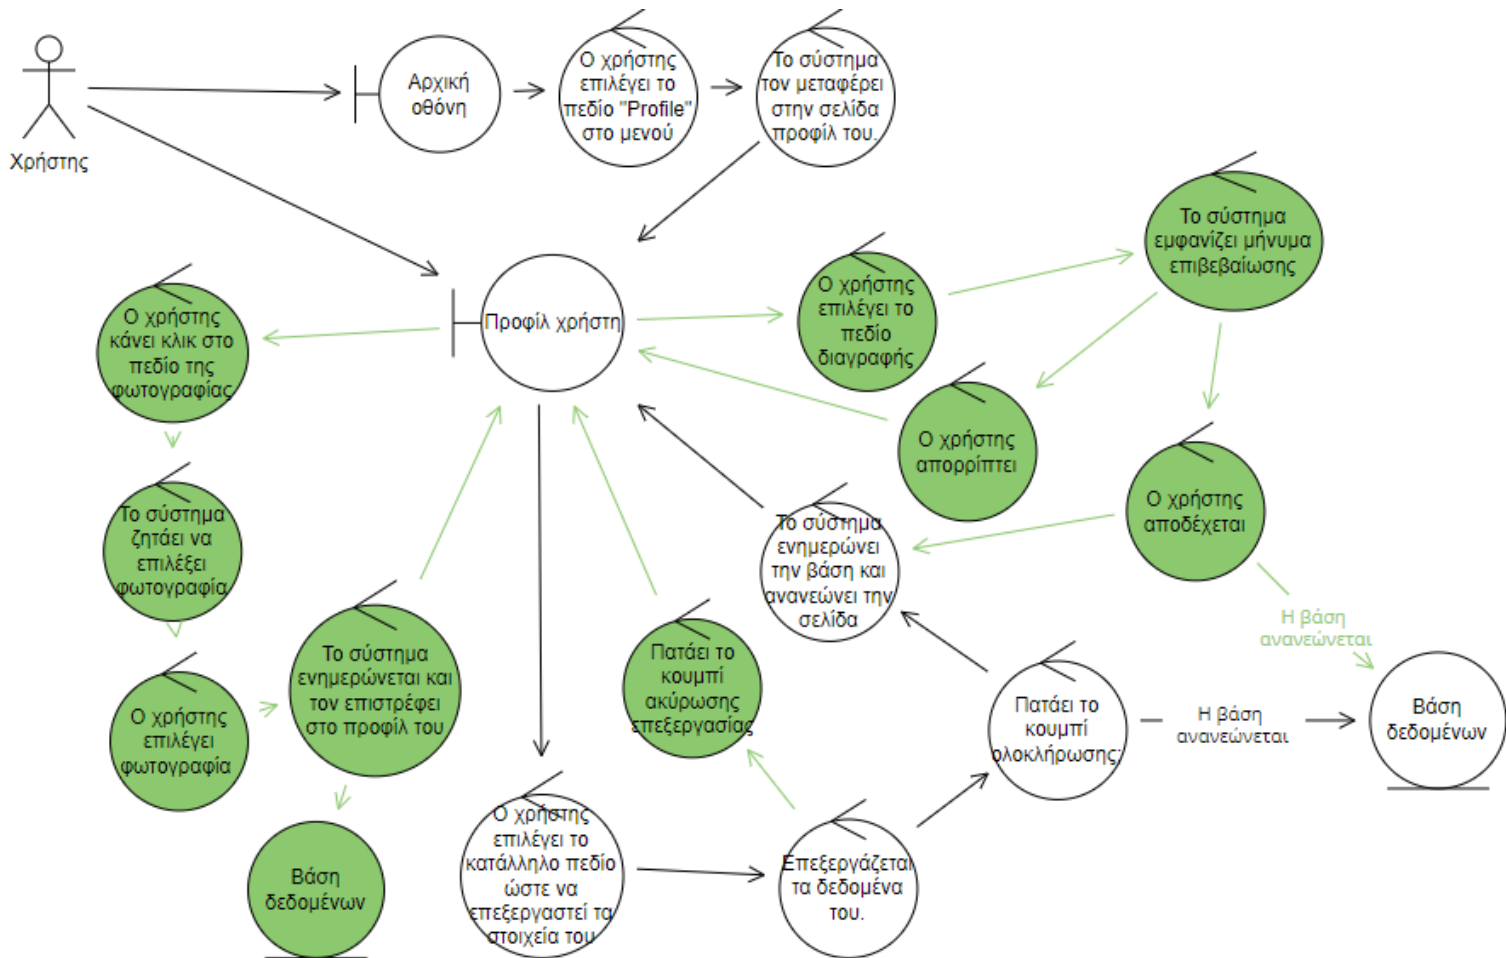 Χρήστης
Αρχική
οθόνη
Ο χρήστης
επιλέγει το
πεδίο "Profile"
στο μενού
Το σύστημα
τον μεταφέρει
στην σελίδα
προφίλ του.
Προφίλ χρήστη
Ο χρήστης
κάνει κλικ στο
πεδίο της
φωτογραφίας
Το σύστημα
ζητάει να
επιλέξει
φωτογραφία
Ο χρήστης
επιλέγει
φωτογραφία
Το σύστημα
ενημερώνεται και
τον επιστρέφει
στο προφίλ του
Βάση
δεδομένων
Ο χρήστης
επιλέγει το
πεδίο
διαγραφής
Το σύστημα
εμφανίζει μήνυμα
επιβεβαίωσης
Ο χρήστης
απορρίπτει
Ο χρήστης
αποδέχεται
Το σύστημα
ενημερώνει
την βάση και
ανανεώνει την
σελίδα
Η βάση
ανανεώνεται
Πατάει το
κουμπί
ακύρωσης
επεξεργασίας
Πατάει το
κουμπί
ολοκλήρωσης;
Η βάση
ανανεώνεται
Βάση
δεδομένων
Ο χρήστης
επιλέγει το
κατάλληλο πεδίο
ώστε να
επεξεργαστεί τα
στοιχεία του
Επεξεργάζεται
τα δεδομένα
του.